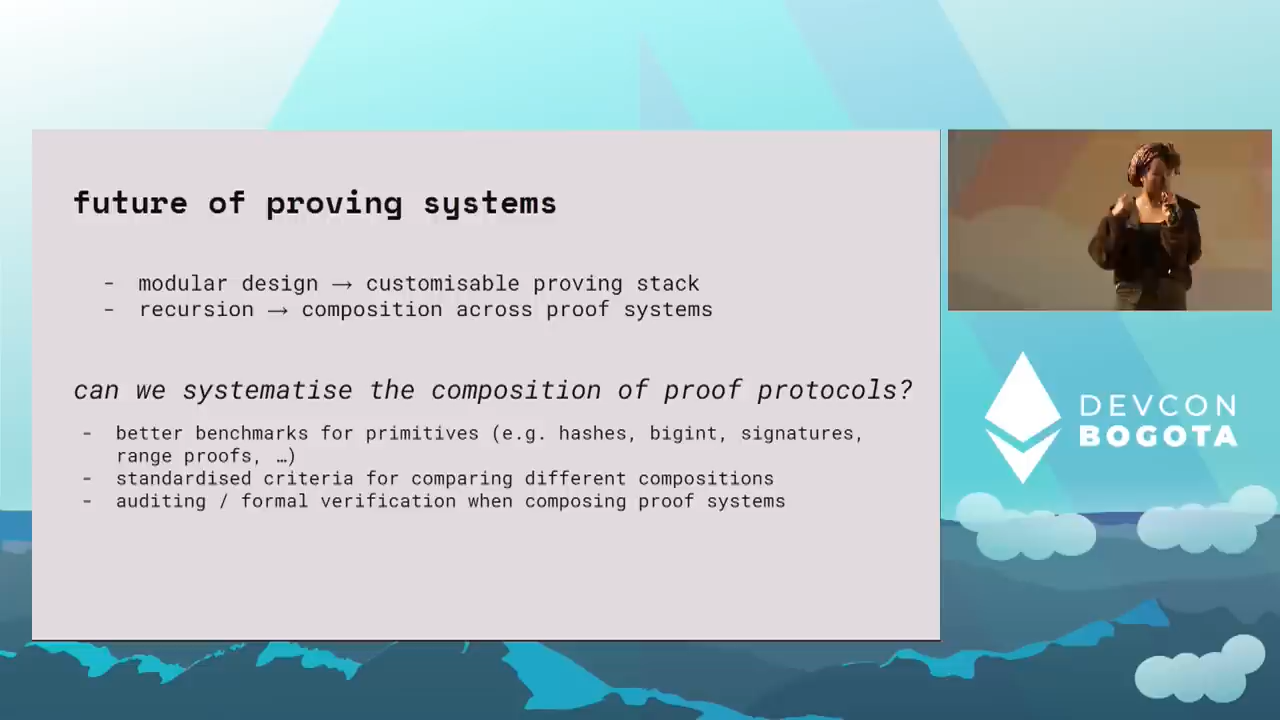 future of proving systems
- modular design → customisable proving stack
- recursion → composition across proof systems
can we systematise the composition of proof protocols?
- better benchmarks for primitives (e.g. hashes, bigint, signatures,
range proofs, …)
- standardised criteria for comparing different compositions
- auditing / formal verification when composing proof systems
DEVCON
BOGOTA